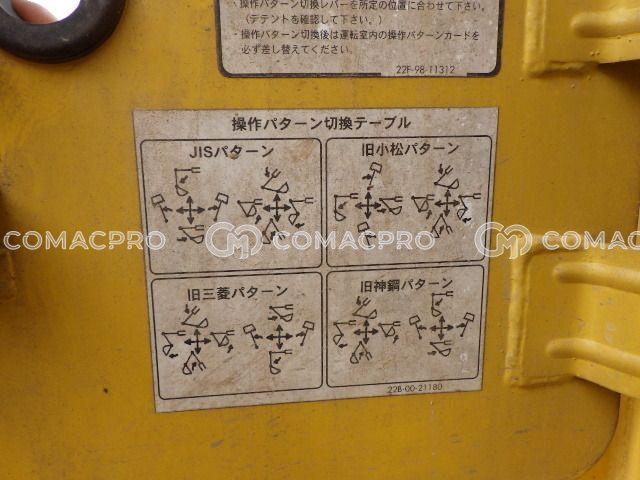 ・操作パターン切換レバーを所定の位置に合わせて下さい。
（デテントを確認して下さい。）
・操作パターン切換後は運転室内の操作パターンカードを
必ず差し替えてください。
22F-98-11312
操作パターン切換テーブル
JISパターン
旧小松パターン
COMACPRO COMACPRO COMACPRO
旧三菱パターン
旧神鋼パターン
22B-00-21180